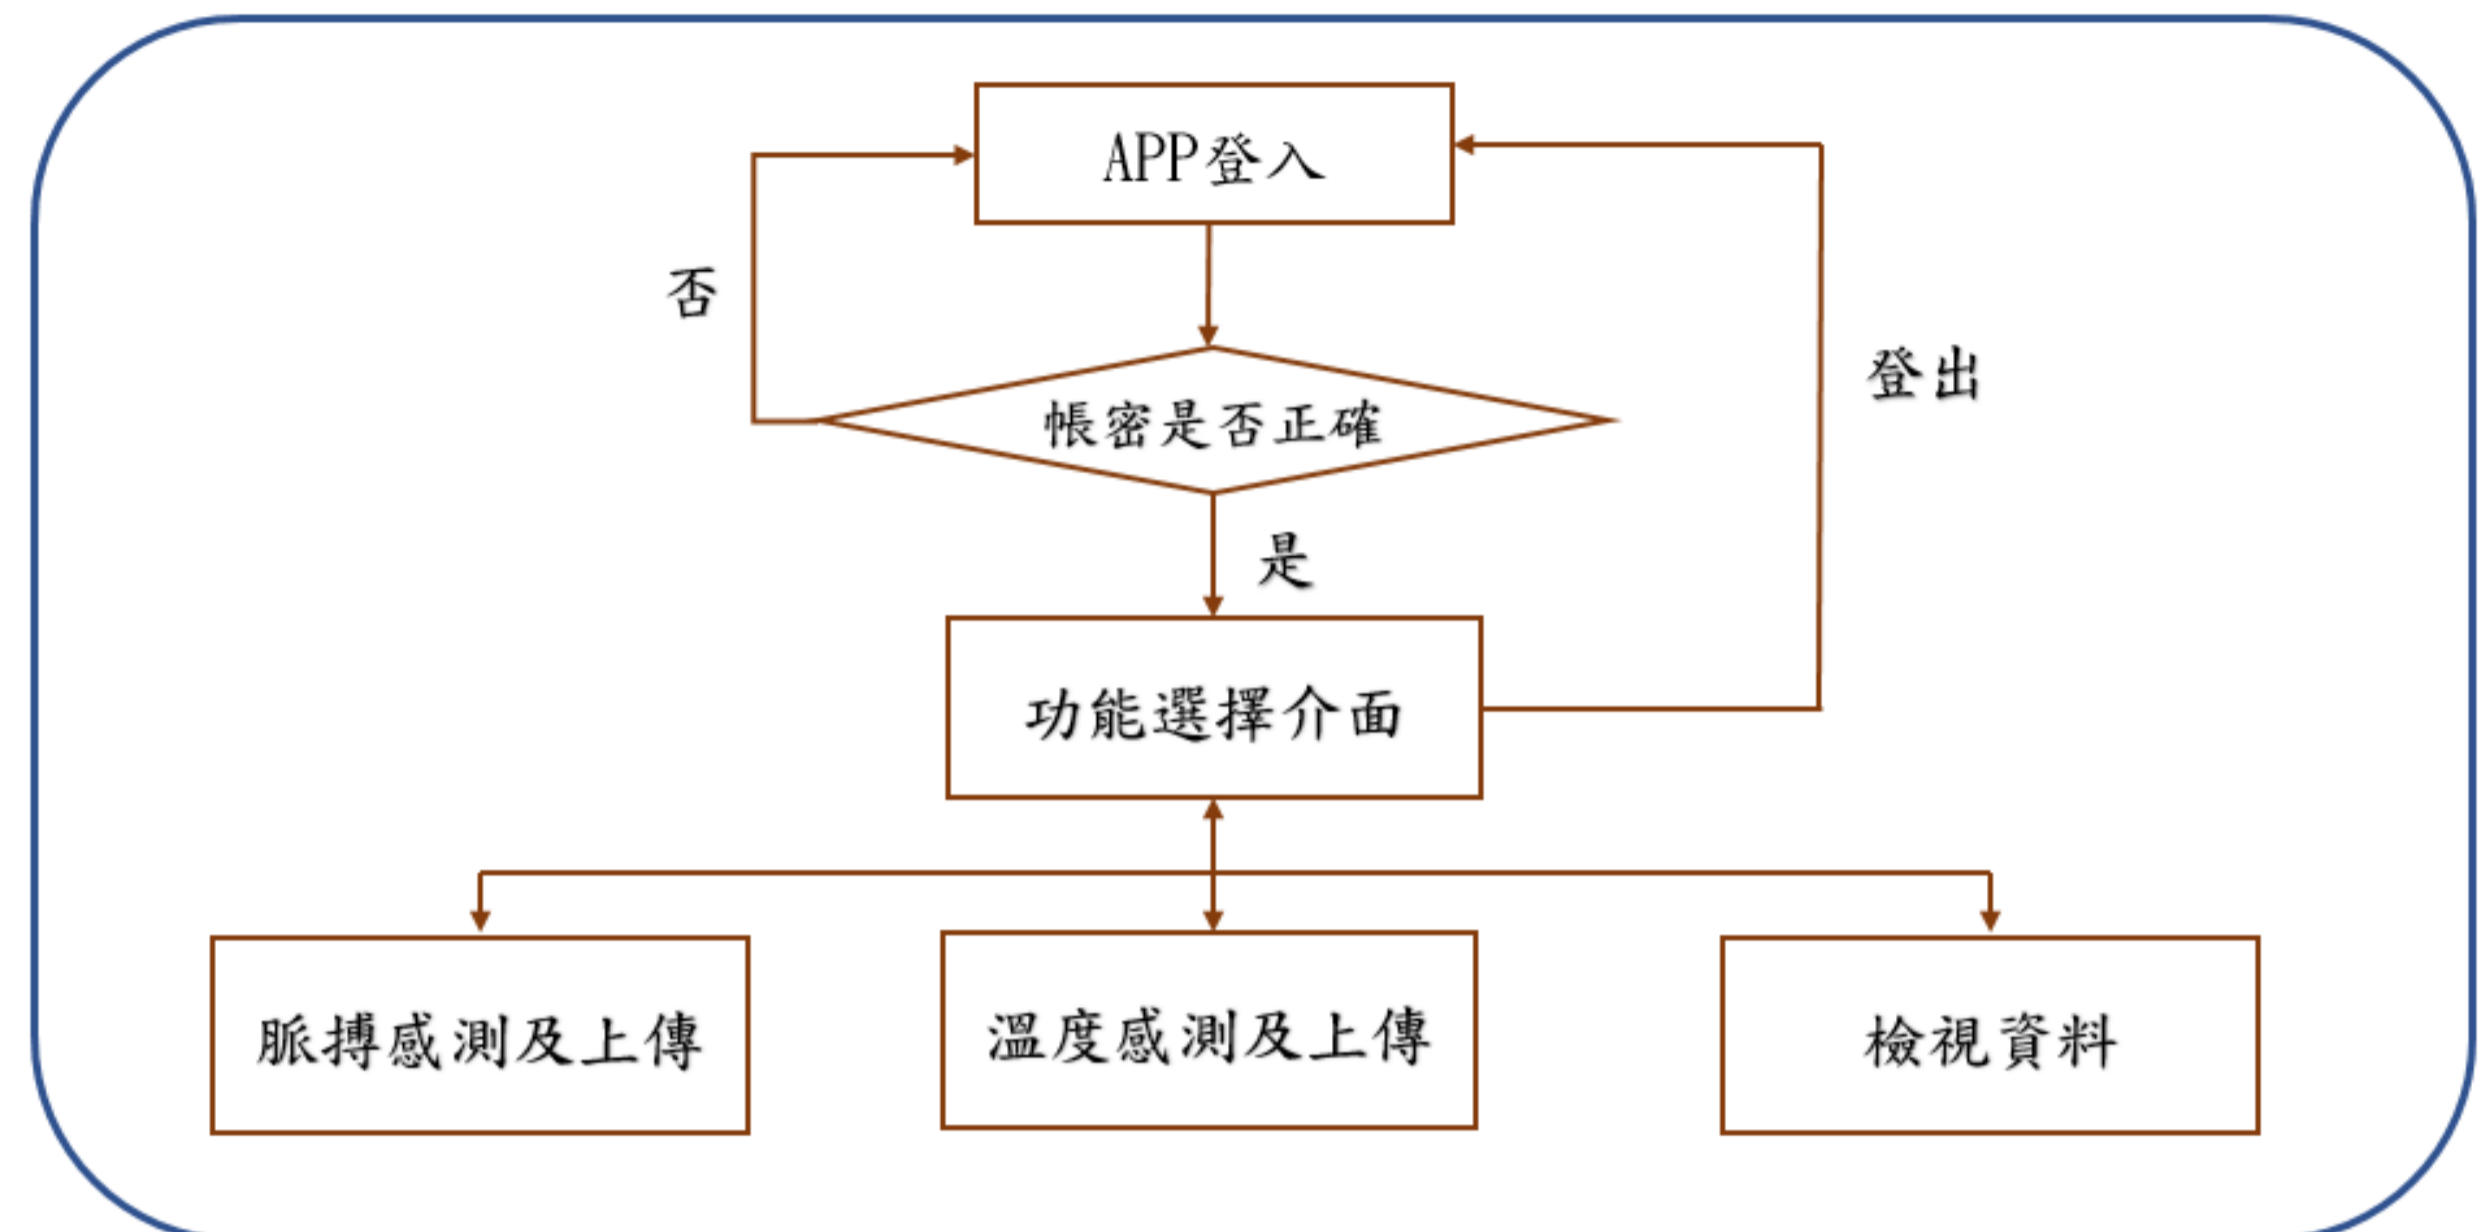 APP登入
否
登出
帳密是否正確
是
功能選擇介面
脈搏感測及上傳
溫度感測及上傳
檢視資料